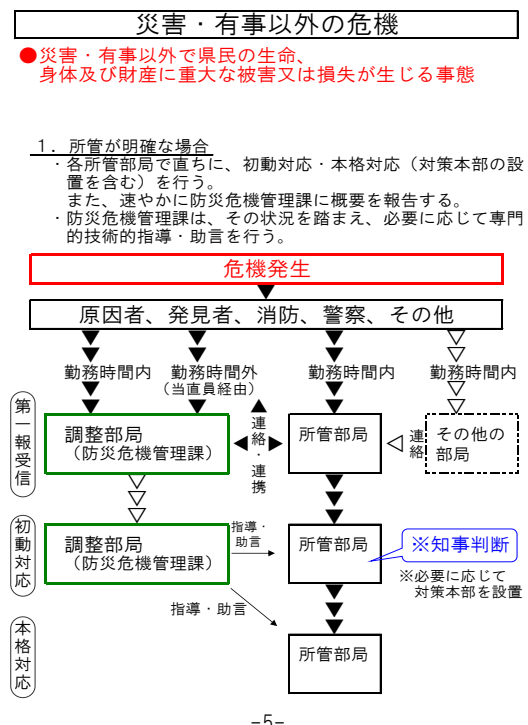 災害・有事以外の危機
●災害・有事以外で県民の生命、
身体及び財産に重大な被害又は損失が生じる事態
１．所管が明確な場合
・各所管部局で直ちに、初動対応・本格対応（対策本部の設
置を含む）を行う。
また、速やかに防災危機管理課に概要を報告する。
・防災危機管理課は、その状況を踏まえ、必要に応じて専門
的技術的指導・助言を行う。
危機発生
原因者、発見者、消防、警察、その他
勤務時間内
勤務時間外
（当直員経由）
勤務時間内
勤務時間内
第一報受信
調整部局
（防災危機管理課）
連絡・連携
所管部局
連絡
その他の
部局
初動対応
調整部局
（防災危機管理課）
指導・
助言
所管部局
※知事判断
※必要に応じて
対策本部を設置
指導・助言
本格対応
所管部局
-5-